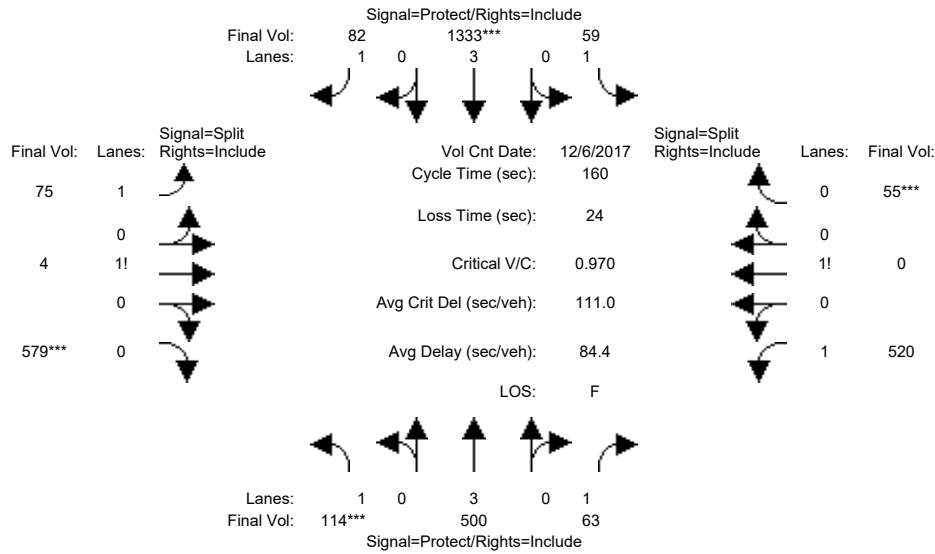 Signal=Protect/Rights=Include
Final Vol: 82 1333*** 59
Lanes: 1 0 3 0 1
Signal=Split
Final Vol: Lanes: Rights=Include
Vol Cnt Date: 12/6/2017
Signal=Split
Rights=Include Lanes: Final Vol:
Cycle Time (sec): 160
75 1
0 55***
Loss Time (sec): 24
0
0
4 1!
Critical V/C: 0.970
1! 0
0
Avg Crit Del (sec/veh): 111.0
0
579*** 0
Avg Delay (sec/veh): 84.4
1 520
LOS: F
Lanes: 1 0 3 0 1
Final Vol: 114*** 500 63
Signal=Protect/Rights=Include